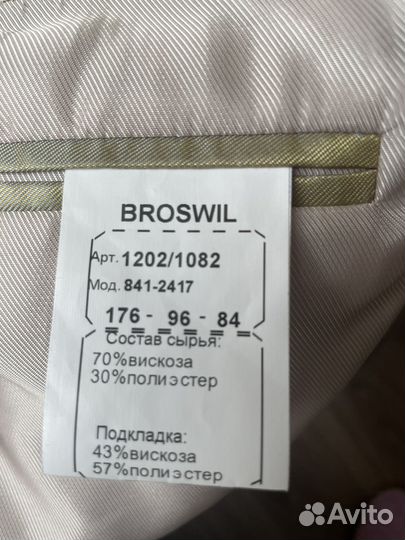 BROSWIL
Арт. 1202/1082
Мод. 841-2417
176 - 96 - 84
Состав сырья:
70%вискоза
30%полиэстер
Подкладка:
43%вискоза
57%полиэстер
Avito